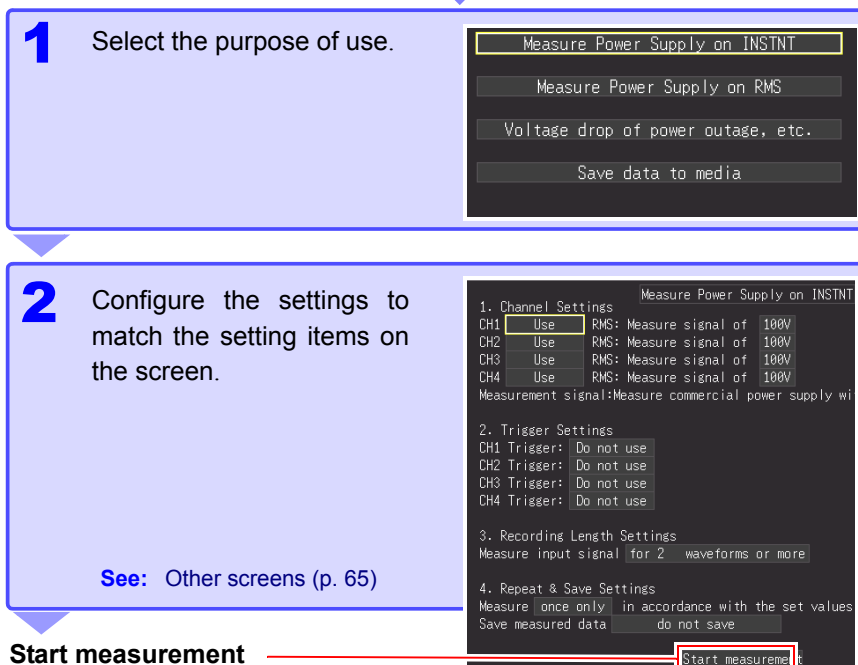 1 Select the purpose of use.
Measure Power Supply on INSTNT
Measure Power Supply on RMS
Voltage drop of power outage, etc.
Save data to media
2 Configure the settings to
match the setting items on
the screen.
See: Other screens (p. 65)
Measure Power Supply on INSTNT
1. Channel Settings
CH1 Use RMS: Measure signal of 100V
CH2 Use RMS: Measure signal of 100V
CH3 Use RMS: Measure signal of 100V
CH4 Use RMS: Measure signal of 100V
Measurement signal:Measure commercial power supply wi
2. Trigger Settings
CH1 Trigger: Do not use
CH2 Trigger: Do not use
CH3 Trigger: Do not use
CH4 Trigger: Do not use
3. Recording Length Settings
Measure input signal for 2 waveforms or more
4. Repeat & Save Settings
Measure once only in accordance with the set values
Save measured data do not save
Start measurement
Start measurement